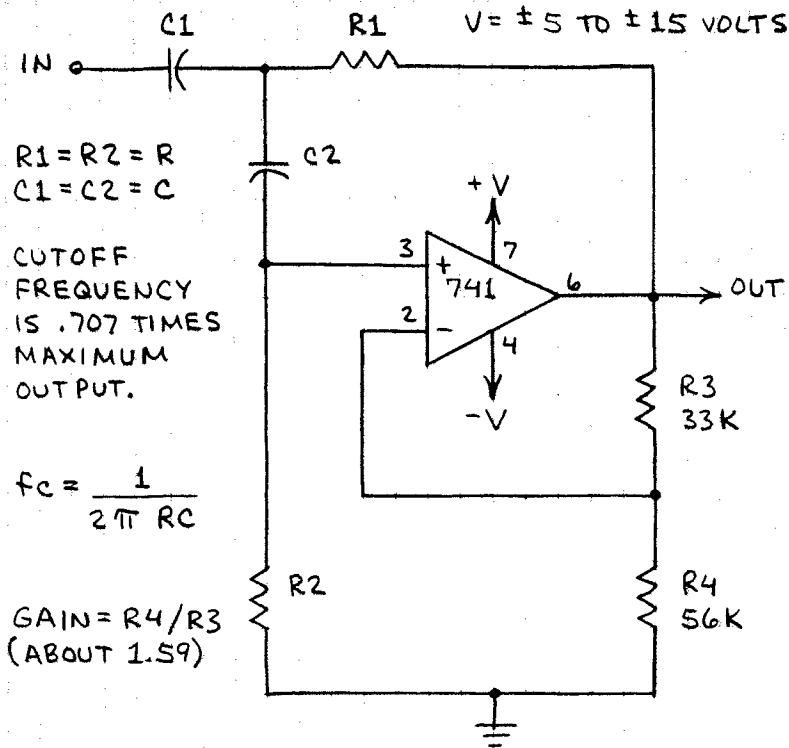 C1
R1
V = ± 5 TO ± 15 VOLTS
IN
R1 = R2 = R
C1 = C2 = C
C2
CUTOFF
FREQUENCY
IS .707 TIMES
MAXIMUM
OUTPUT.
+V
3
+
7
741
6
OUT
2
-
4
-V
R3
33K
fc = 1 / 2 π RC
R2
R4
56K
GAIN = R4/R3
(ABOUT 1.59)